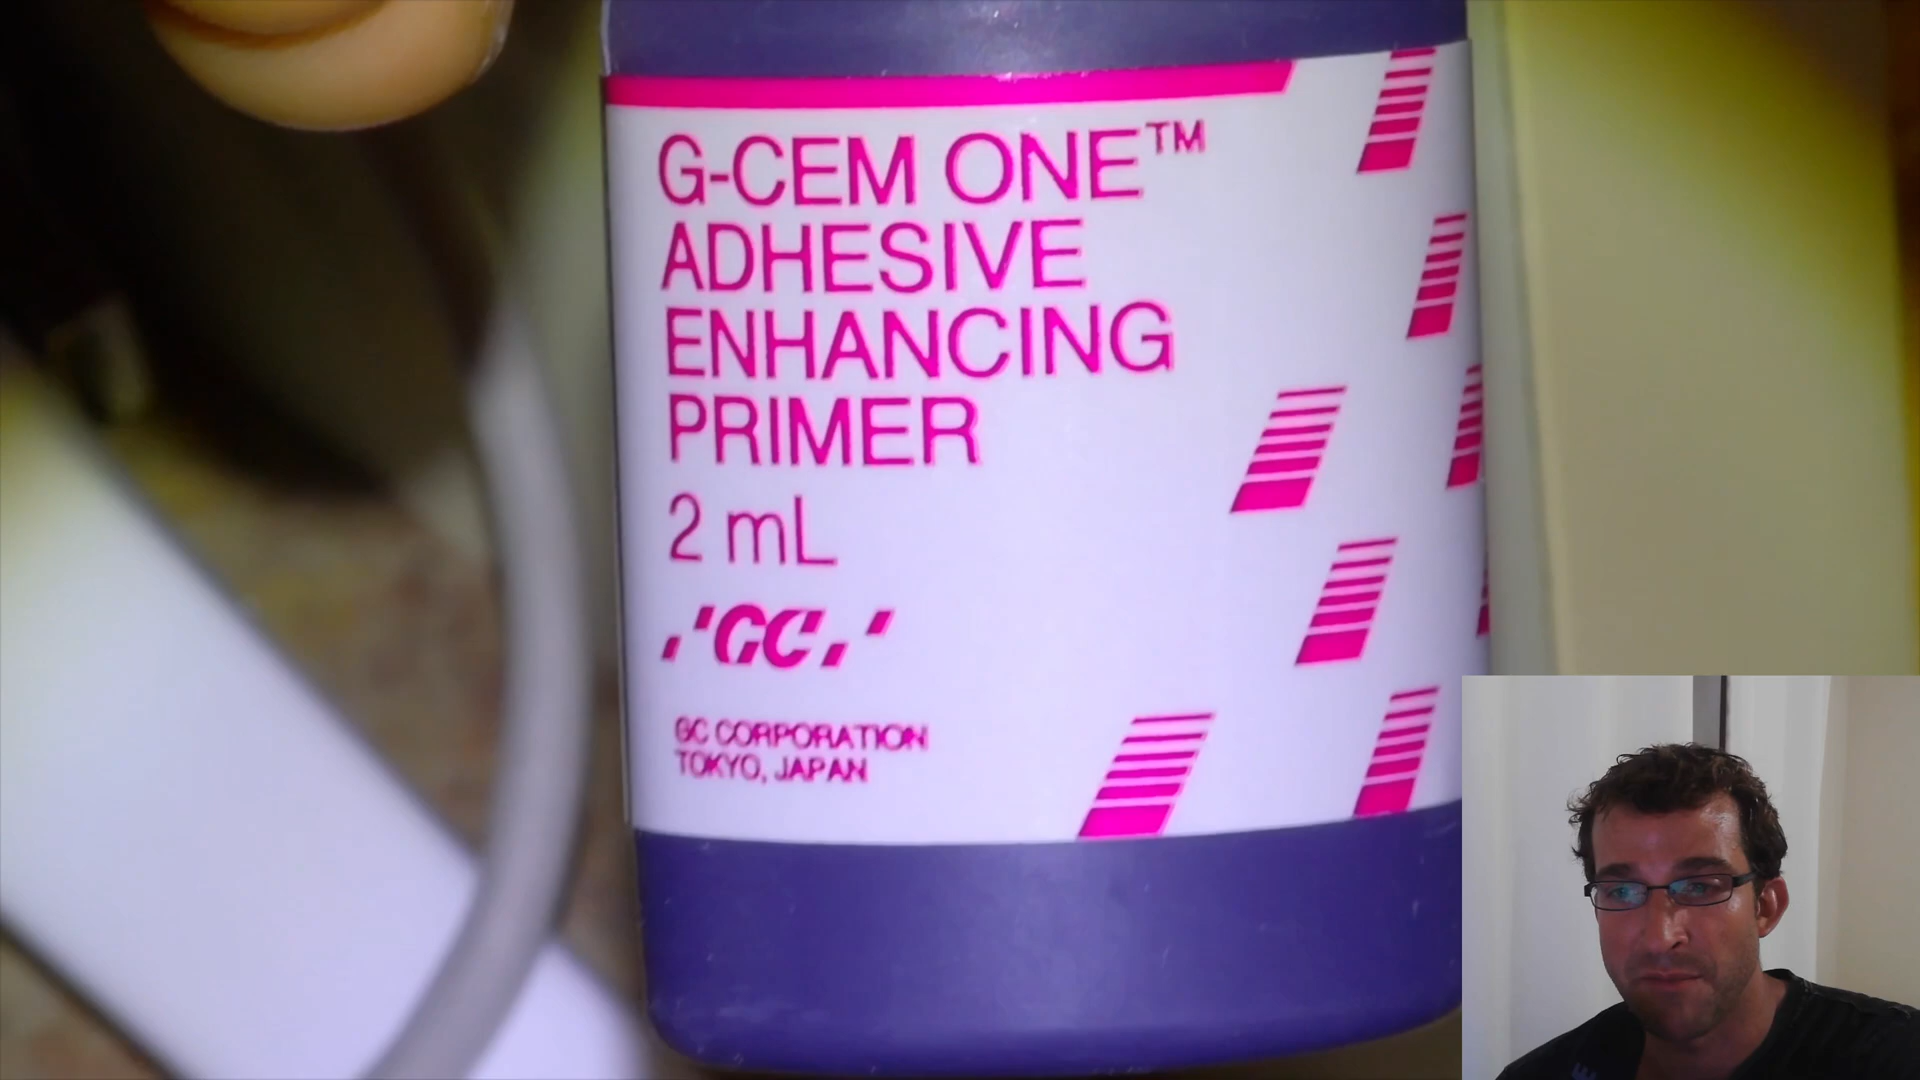 G-CEM ONE™
ADHESIVE
ENHANCING
PRIMER
2 mL
GC
GC CORPORATION
TOKYO, JAPAN